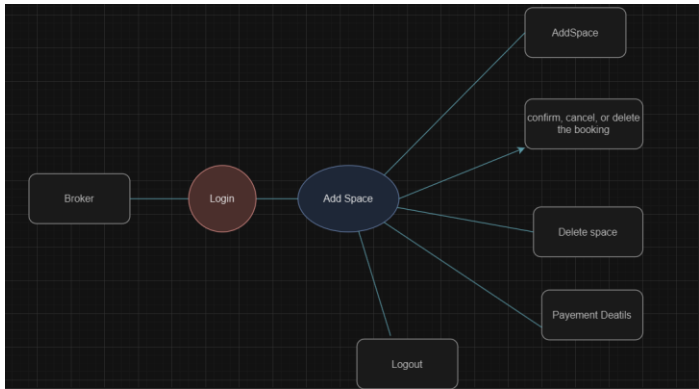 AddSpace
confirm, cancel, or delete
the booking
Broker
Login
Add Space
Delete space
Payement Deatils
Logout